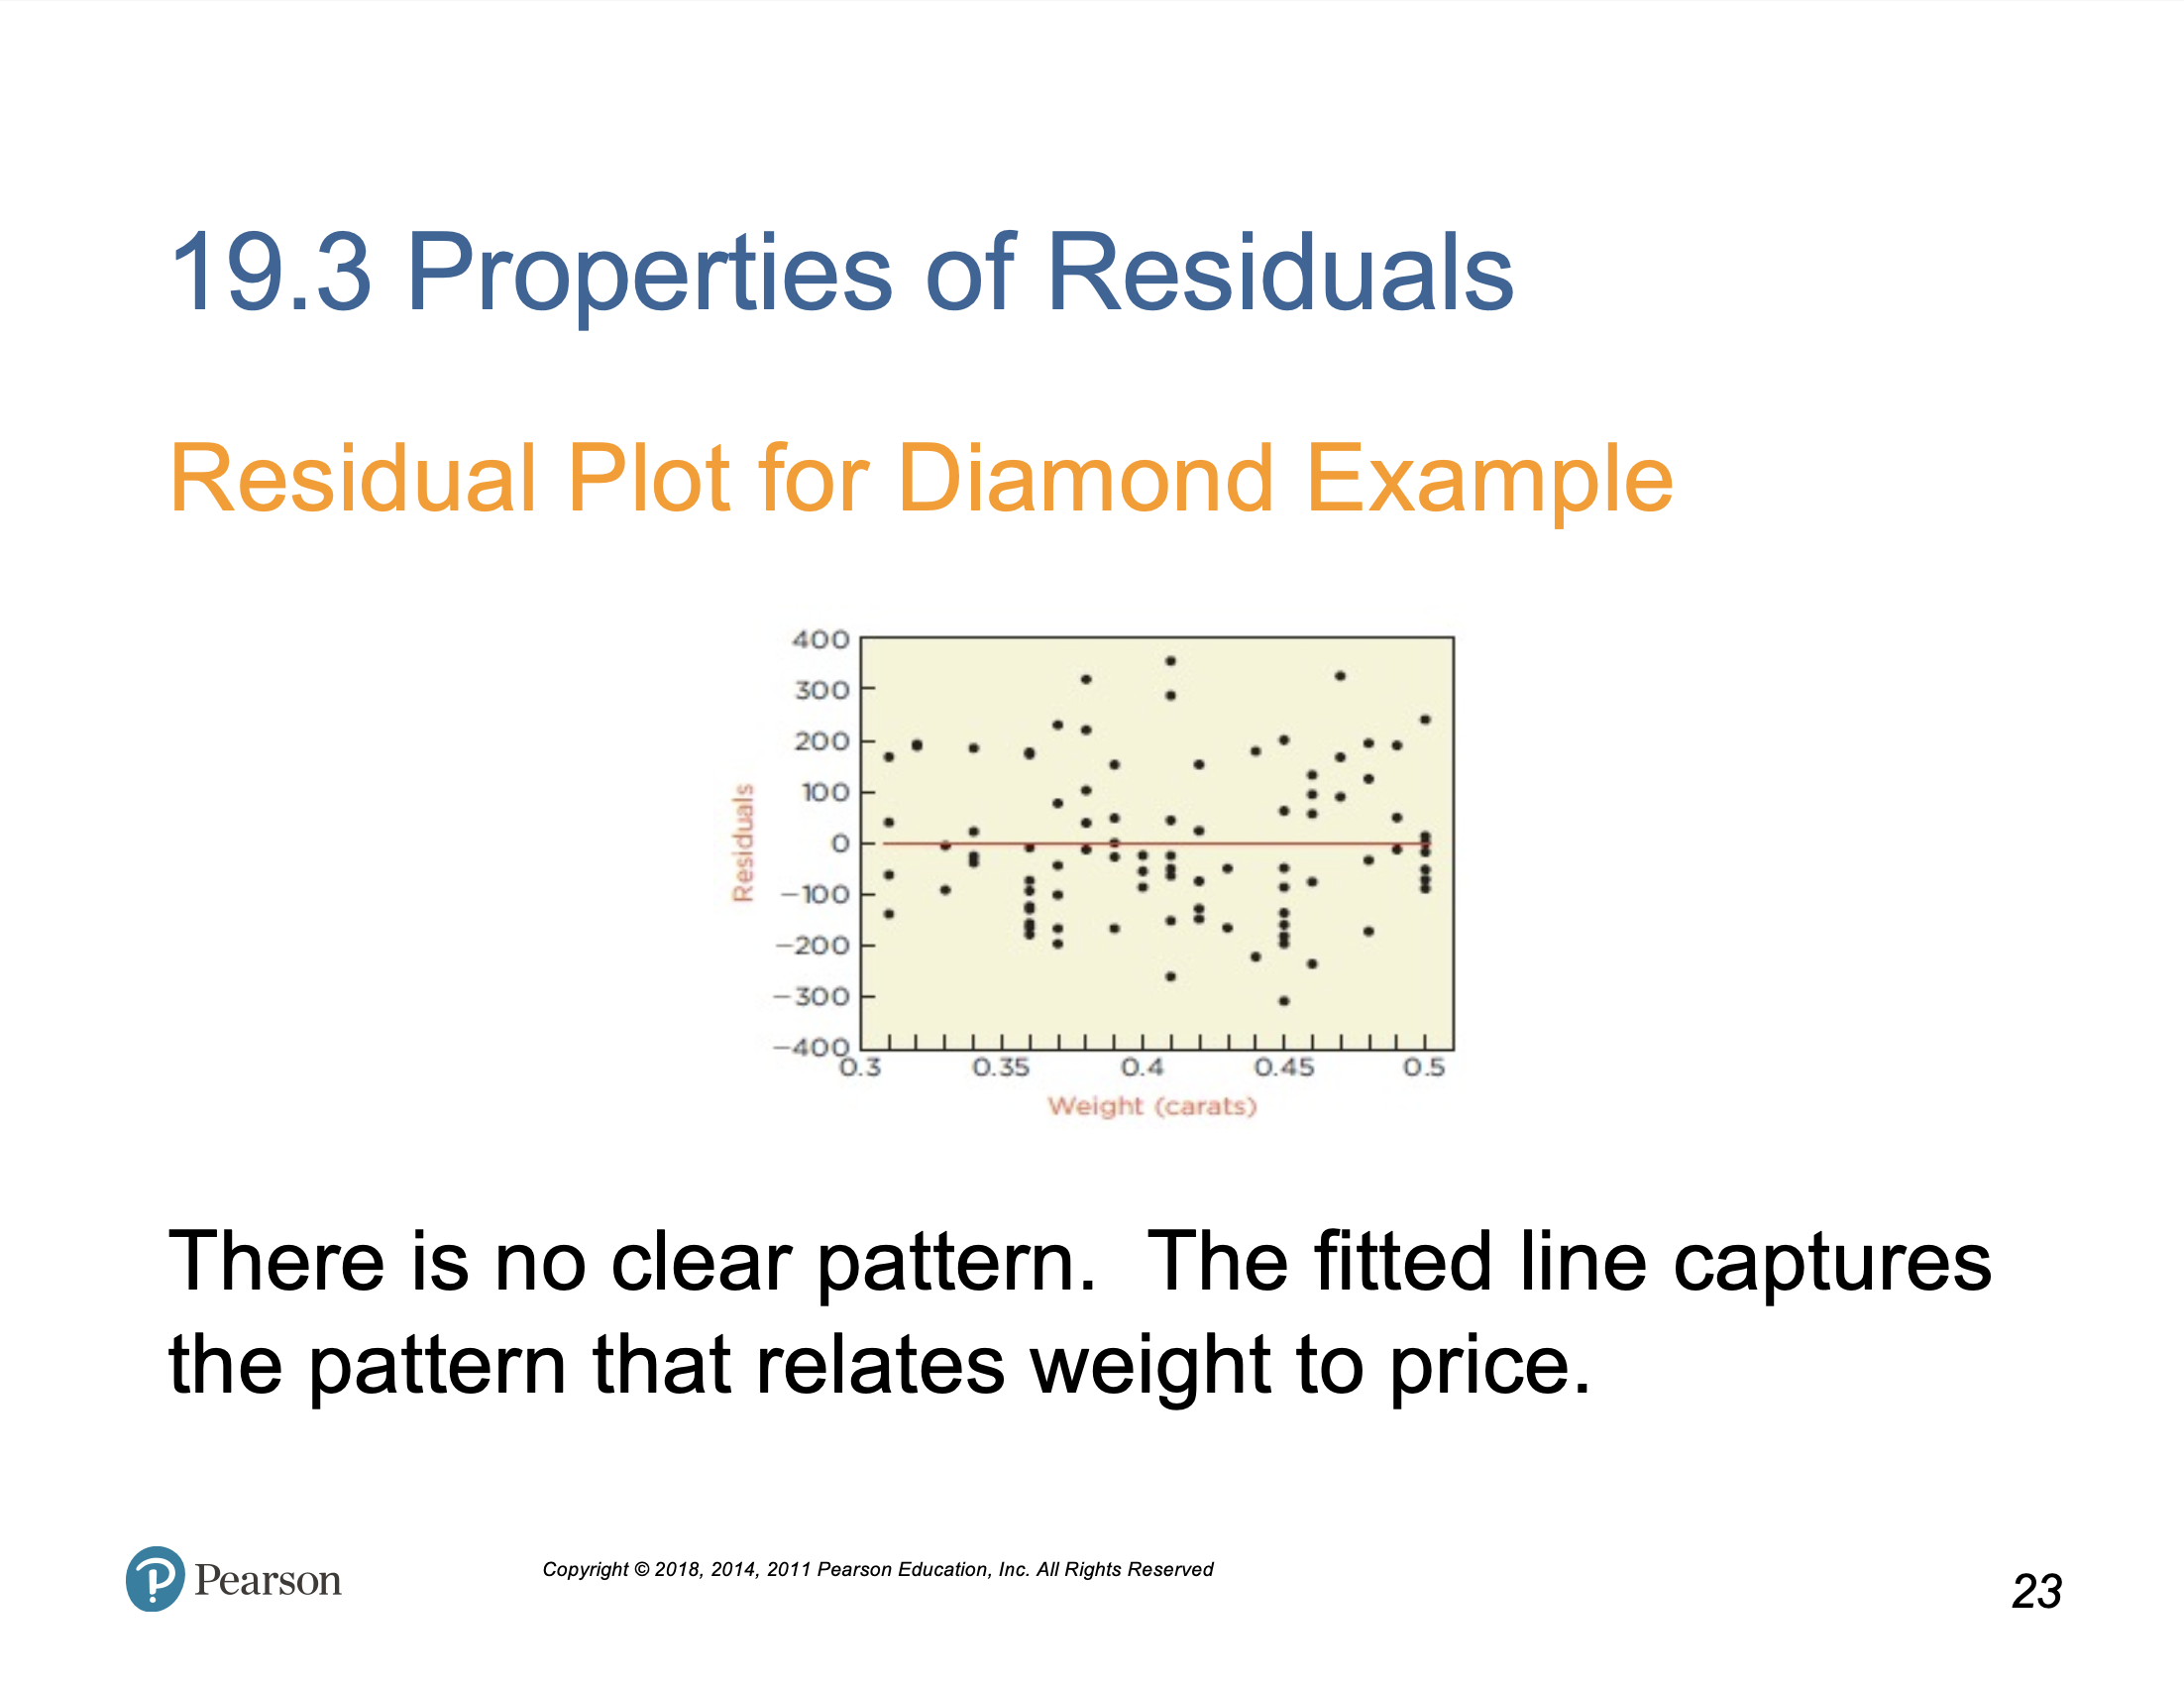 19.3 Properties of Residuals
Residual Plot for Diamond Example
400
300
200
100
0
−100
−200
−300
−400
Residuals
0.3 0.35 0.4 0.45 0.5
Weight (carats)
There is no clear pattern.  The fitted line captures
the pattern that relates weight to price.
Pearson
Copyright © 2018, 2014, 2011 Pearson Education, Inc. All Rights Reserved
23